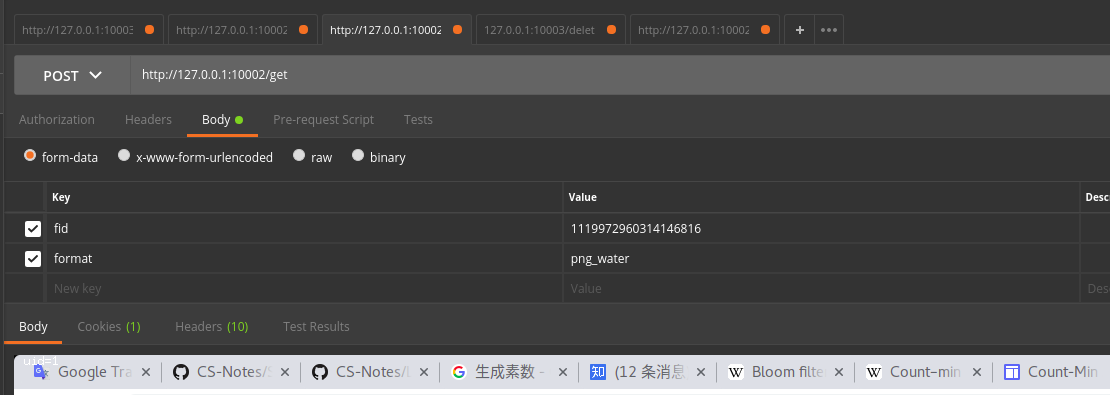 http://127.0.0.1:10003 http://127.0.0.1:10002 http://127.0.0.1:10002 127.0.0.1:10003/delet http://127.0.0.1:10002 + •••
POST http://127.0.0.1:10002/get
Authorization Headers Body Pre-request Script Tests
form-data x-www-form-urlencoded raw binary
Key Value Desc
fid 1119972960314146816
format png_water
New key Value Des
Body Cookies (1) Headers (10) Test Results
uid=1
Google Tra CS-Notes/ CS-Notes/ 生成素数 - (12 条消息 Bloom filte Count–min Count-Min